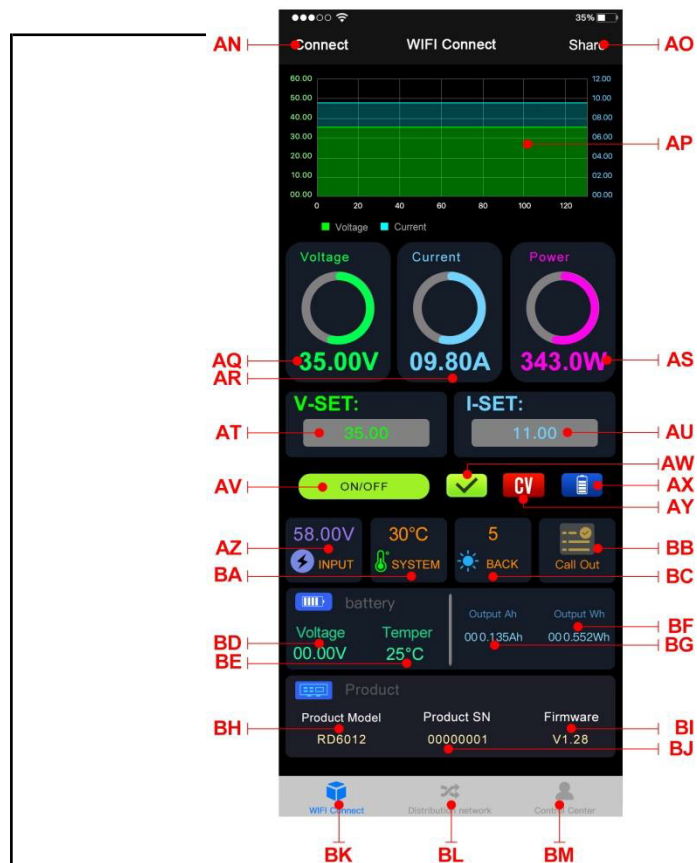 35%
AN Connect WIFI Connect Share AO
60.00 12.00
50.00 10.00
40.00 08.00
30.00 06.00 AP
20.00 04.00
10.00 02.00
00.00 00.00
0 20 40 60 80 100 120
Voltage Current
Voltage Current Power
AQ 35.00V 09.80A 343.0W AS
AR
V-SET: I-SET:
AT 35.00 11.00 AU
AW
AV ON/OFF CV AX
AY
AZ 58.00V 30°C 5 BB
INPUT SYSTEM BACK Call Out
BA BC
battery
Output Ah Output Wh BF
BD Voltage Temper 000.135Ah 000.552Wh BG
BE 00.00V 25°C
Product
BH Product Model Product SN Firmware BI
RD6012 00000001 V1.28 BJ
WIFI Connect Distribution network Control Center
BK BL BM